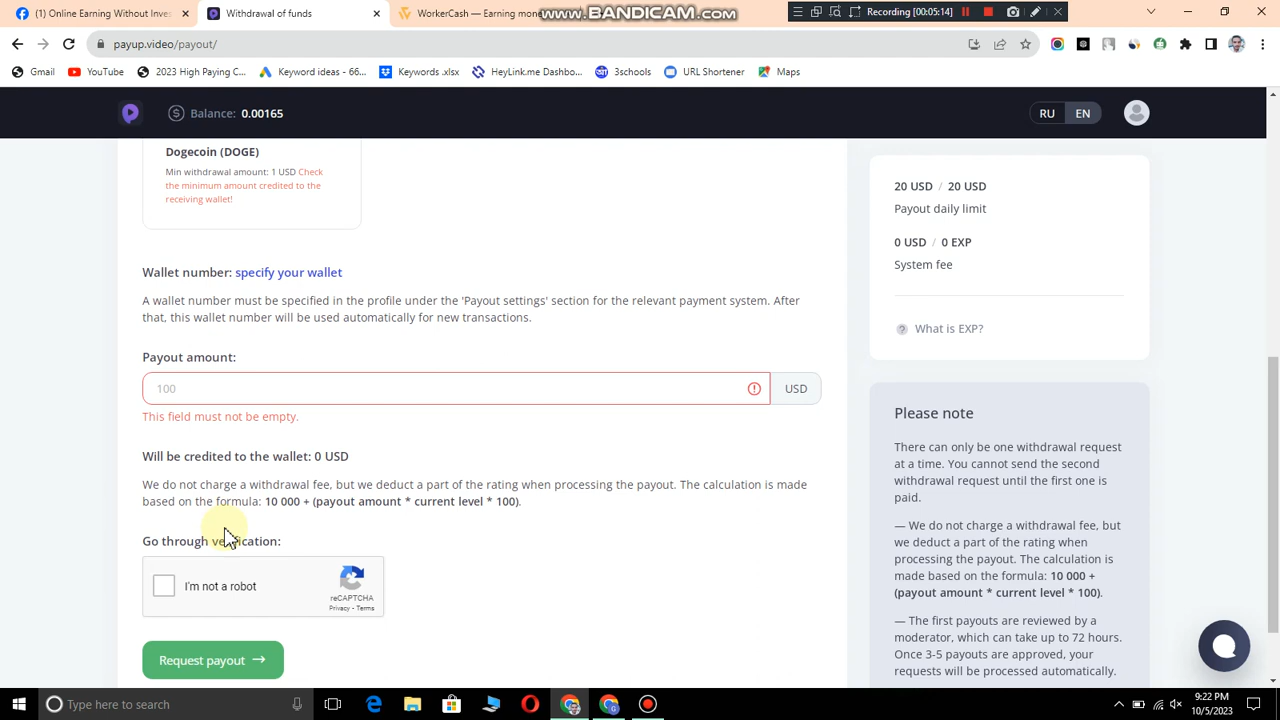 Online Earning Without Inves
Withdrawal of funds
WorkerCash — Earning mon
www.BANDICAM.com
Recording [00:05:14]
payup.video/payout/
Gmail
YouTube
2023 High Paying C...
Keyword ideas - 66...
Keywords .xlsx
HeyLink.me Dashbo...
3schools
URL Shortener
Maps
Balance: 0.00165
RU
EN
Dogecoin (DOGE)
Min withdrawal amount: 1 USD Check
the minimum amount credited to the
receiving wallet!
Wallet number: specify your wallet
A wallet number must be specified in the profile under the 'Payout settings' section for the relevant payment system. After
that, this wallet number will be used automatically for new transactions.
Payout amount:
100
USD
This field must not be empty.
Will be credited to the wallet: 0 USD
We do not charge a withdrawal fee, but we deduct a part of the rating when processing the payout. The calculation is made
based on the formula: 10 000 + (payout amount * current level * 100).
Go through verification:
I'm not a robot
reCAPTCHA
Privacy - Terms
Request payout
20 USD / 20 USD
Payout daily limit
0 USD / 0 EXP
System fee
What is EXP?
Please note
There can only be one withdrawal request
at a time. You cannot send the second
withdrawal request until the first one is
paid.
— We do not charge a withdrawal fee, but
we deduct a part of the rating when
processing the payout. The calculation is
made based on the formula: 10 000 +
(payout amount * current level * 100).
— The first payouts are reviewed by a
moderator, which can take up to 72 hours.
Once 3-5 payouts are approved, your
requests will be processed automatically.
Type here to search
9:22 PM
10/5/2023